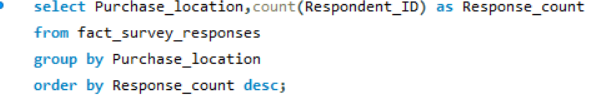 select Purchase_location,count(Respondent_ID) as Response_count
from fact_survey_responses
group by Purchase_location
order by Response_count desc;